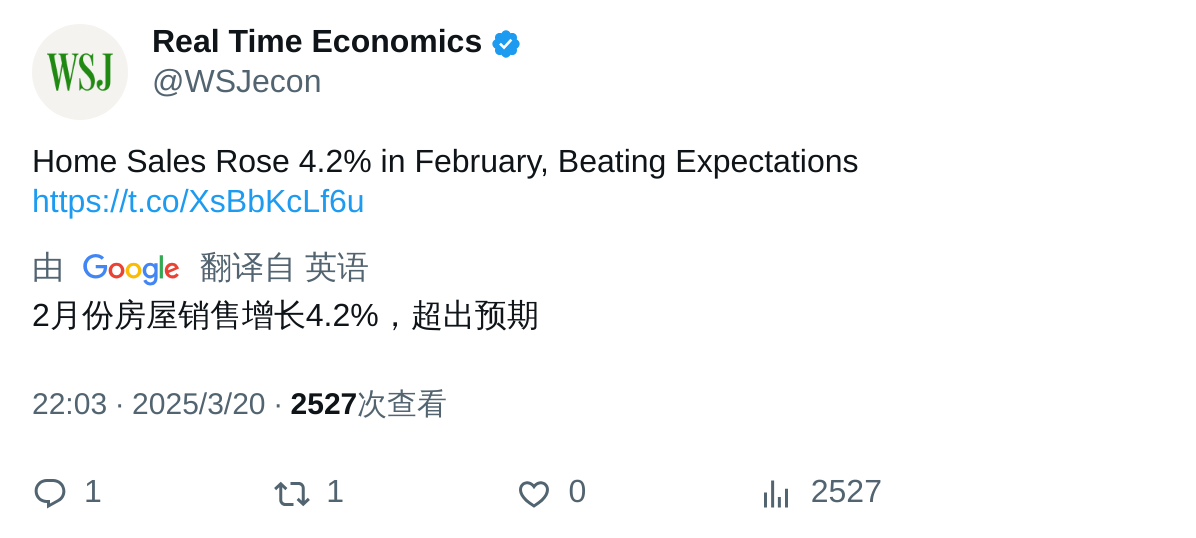 WSJ
Real Time Economics
@WSJecon
Home Sales Rose 4.2% in February, Beating Expectations
https://t.co/XsBbKcLf6u
由 Google 翻译自 英语
2月份房屋销售增长4.2%，超出预期
22:03 · 2025/3/20 · 2527次查看
1 1 0 2527